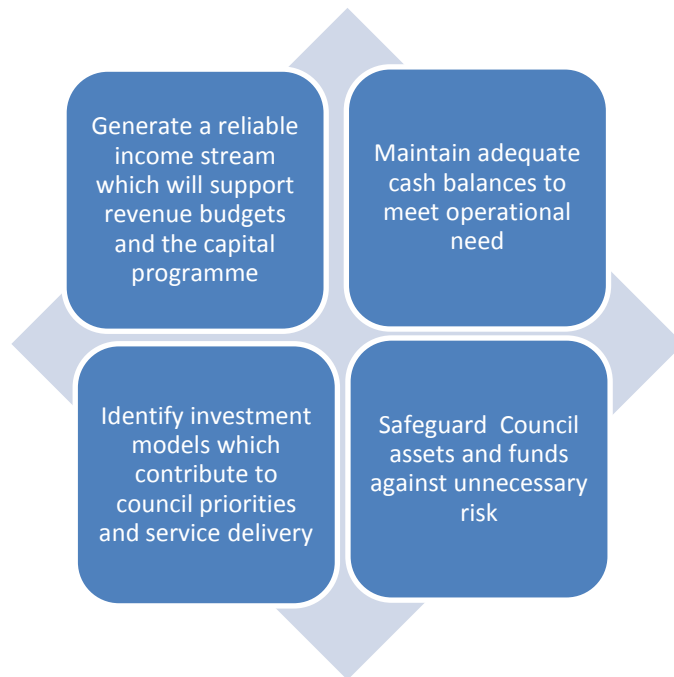 Generate a reliable
income stream
which will support
revenue budgets
and the capital
programme
Maintain adequate
cash balances to
meet operational
need
Identify investment
models which
contribute to
council priorities
and service delivery
Safeguard  Council
assets and funds
against unnecessary
risk